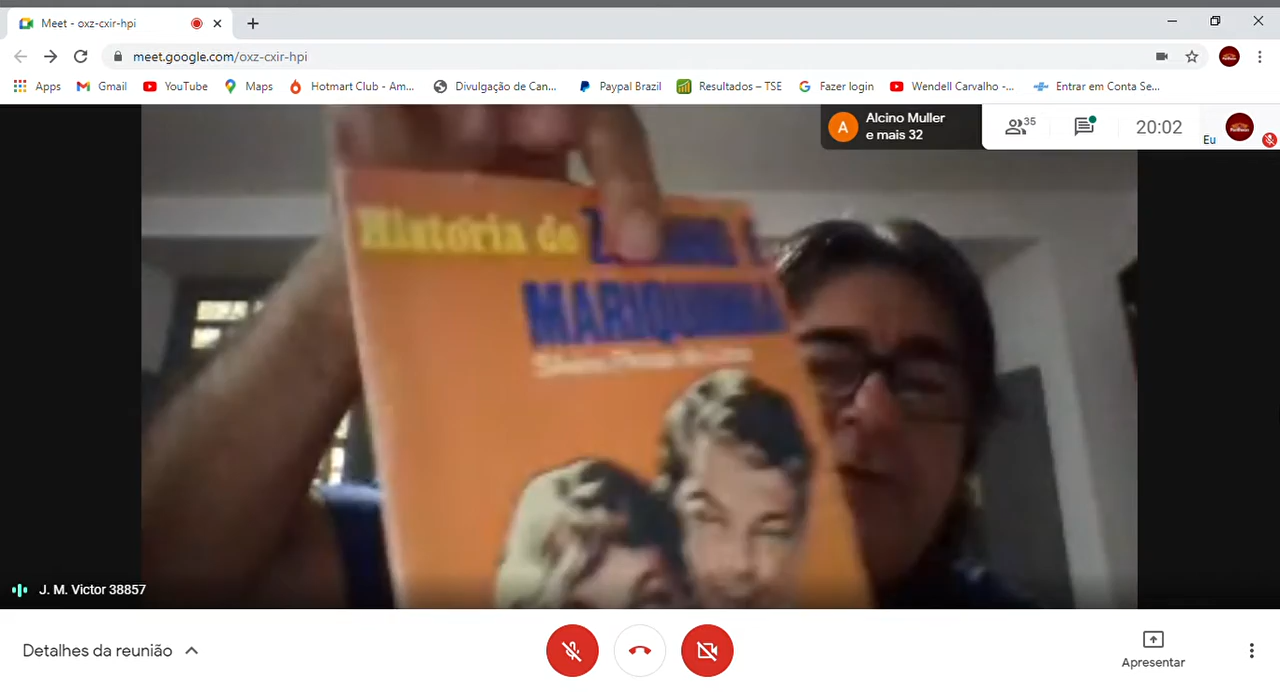 Meet - oxz-cxir-hpi
meet.google.com/oxz-cxir-hpi
Apps
Gmail
YouTube
Maps
Hotmart Club - Am...
Divulgação de Can...
Paypal Brazil
Resultados – TSE
Fazer login
Wendell Carvalho -...
Entrar em Conta Se...
A
Alcino Muller
e mais 32
35
20:02
Eu
História de
MARIQUINHA
J. M. Victor 38857
Detalhes da reunião
Apresentar